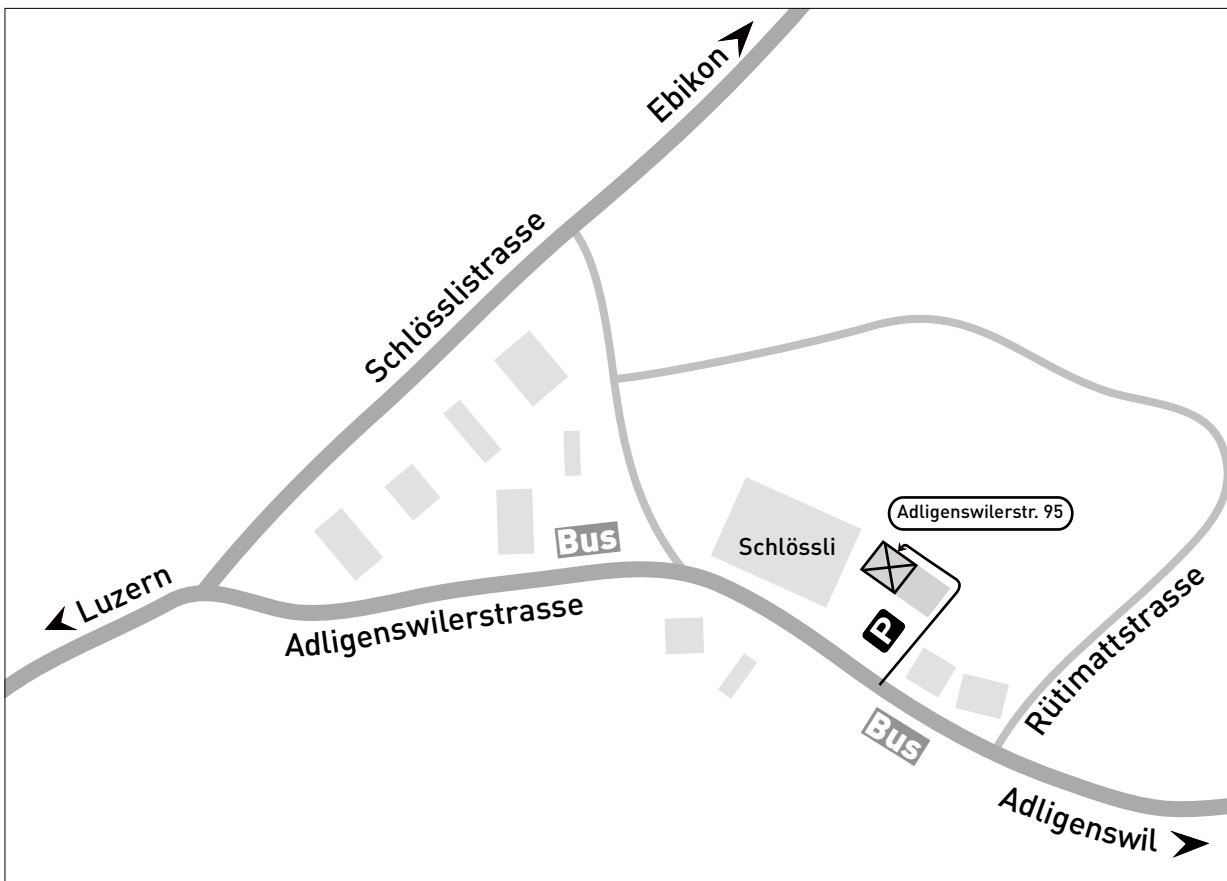 Ebikon
Schlösslistrasse
Adligenswilerstr. 95
Bus
Schlössli
Luzern
Adligenswilerstrasse
P
Rütimattstrasse
Bus
Adligenswil